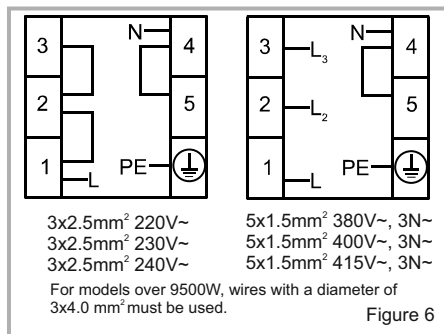 3 N 4
2 5
1 L PE
3 L3 N 4
2 L2 5
1 L PE
3x2.5mm² 220V~
3x2.5mm² 230V~
3x2.5mm² 240V~
5x1.5mm² 380V~, 3N~
5x1.5mm² 400V~, 3N~
5x1.5mm² 415V~, 3N~
For models over 9500W, wires with a diameter of
3x4.0 mm² must be used.
Figure 6